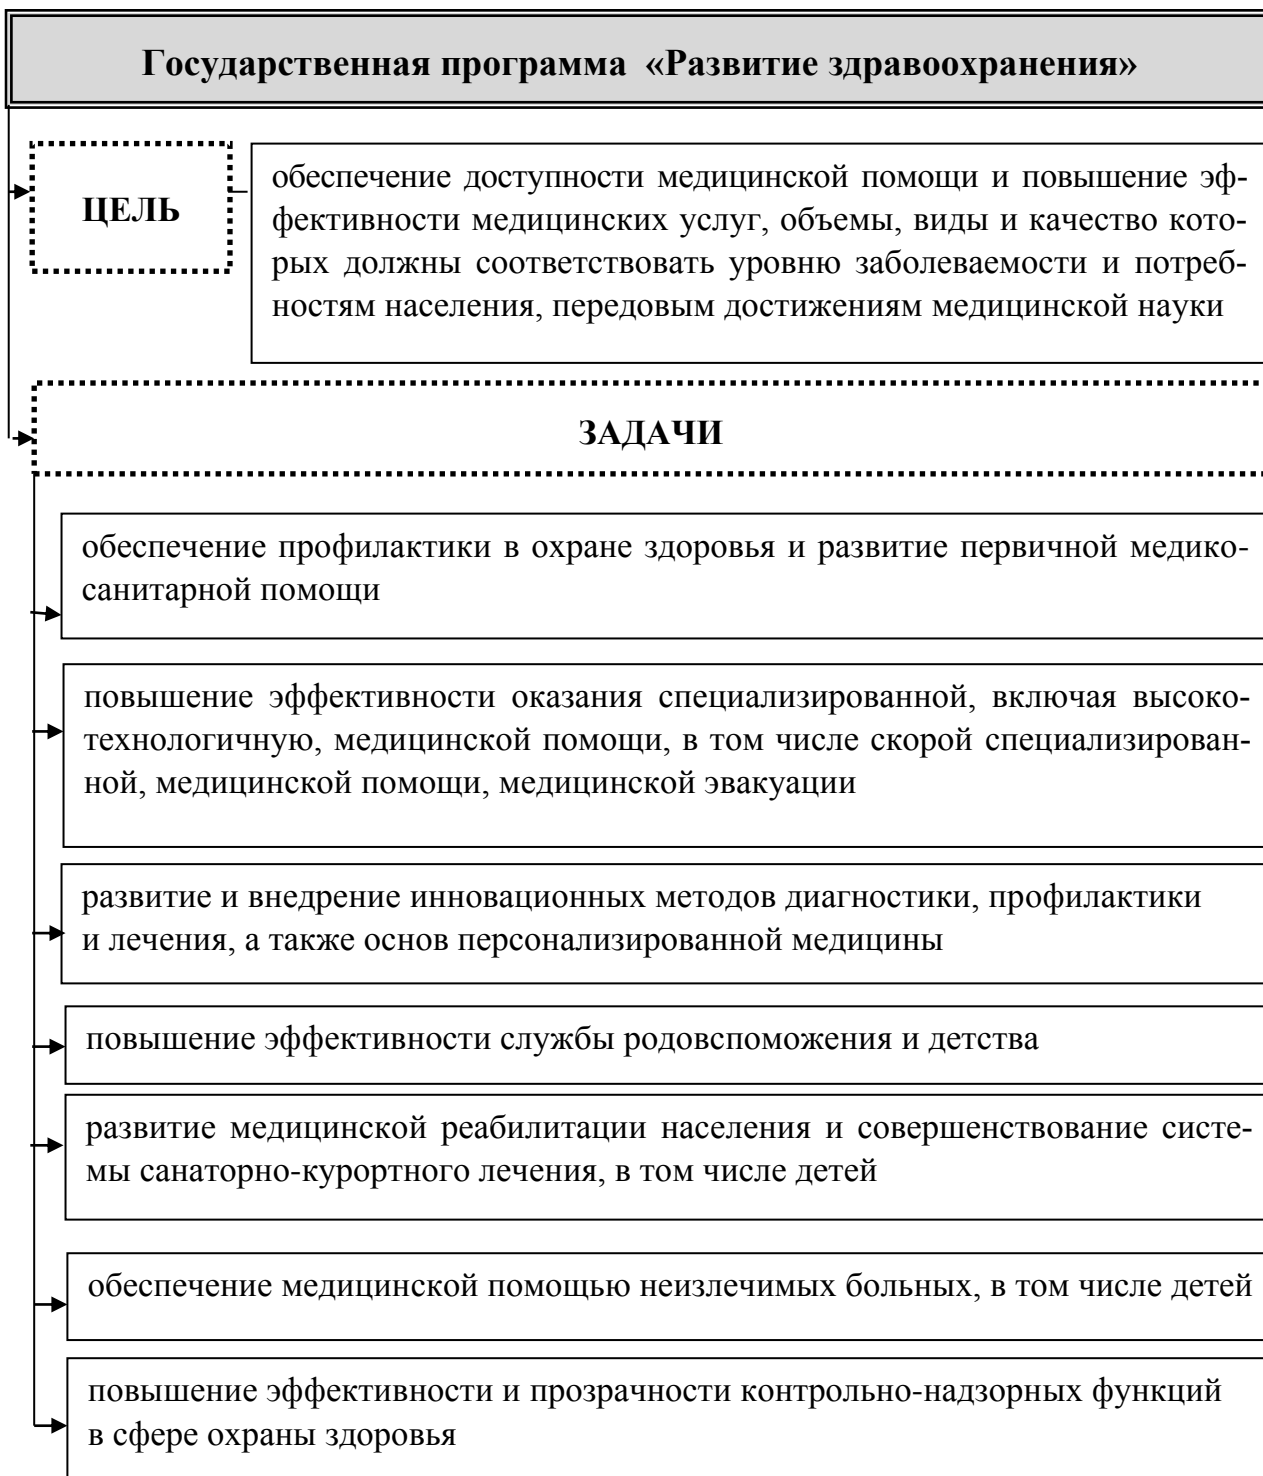 Государственная программа «Развитие здравоохранения»
ЦЕЛЬ
обеспечение доступности медицинской помощи и повышение эф-
фективности медицинских услуг, объемы, виды и качество кото-
рых должны соответствовать уровню заболеваемости и потреб-
ностям населения, передовым достижениям медицинской науки
ЗАДАЧИ
обеспечение профилактики в охране здоровья и развитие первичной медико-
санитарной помощи
повышение эффективности оказания специализированной, включая высоко-
технологичную, медицинской помощи, в том числе скорой специализирован-
ной, медицинской помощи, медицинской эвакуации
развитие и внедрение инновационных методов диагностики, профилактики
и лечения, а также основ персонализированной медицины
повышение эффективности службы родовспоможения и детства
развитие медицинской реабилитации населения и совершенствование систе-
мы санаторно-курортного лечения, в том числе детей
обеспечение медицинской помощью неизлечимых больных, в том числе детей
повышение эффективности и прозрачности контрольно-надзорных функций
в сфере охраны здоровья